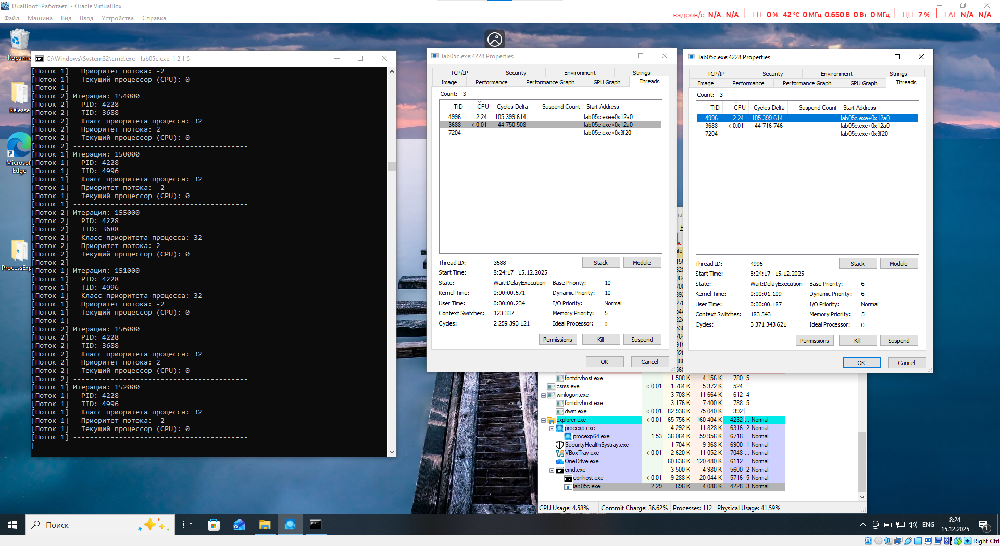 DualBoot [Работает] - Oracle VirtualBox
Файл Машина Вид Ввод Устройства Справка
кадров/с N/A N/A ГП 0 % 42 °C 0 МГц 0.650 В 0 Вт 0 МГц ЦП 7 % LAT N/A N/A
Корзина
Release
Microsof
Edge
ProcessExp
C:\Windows\System32\cmd.exe - lab05c.exe 1 2 1 5
[Поток 1] Приоритет потока: -2
[Поток 1] Текущий процессор (CPU): 0
[Поток 1] ------------------------------------------
[Поток 2] Итерация: 154000
[Поток 2] PID: 4228
[Поток 2] TID: 3688
[Поток 2] Класс приоритета процесса: 32
[Поток 2] Приоритет потока: 2
[Поток 2] Текущий процессор (CPU): 0
[Поток 2] ------------------------------------------
[Поток 1] Итерация: 150000
[Поток 1] PID: 4228
[Поток 1] TID: 4996
[Поток 1] Класс приоритета процесса: 32
[Поток 1] Приоритет потока: -2
[Поток 1] Текущий процессор (CPU): 0
[Поток 1] ------------------------------------------
[Поток 2] Итерация: 155000
[Поток 2] PID: 4228
[Поток 2] TID: 3688
[Поток 2] Класс приоритета процесса: 32
[Поток 2] Приоритет потока: 2
[Поток 2] Текущий процессор (CPU): 0
[Поток 2] ------------------------------------------
[Поток 1] Итерация: 151000
[Поток 1] PID: 4228
[Поток 1] TID: 4996
[Поток 1] Класс приоритета процесса: 32
[Поток 1] Приоритет потока: -2
[Поток 1] Текущий процессор (CPU): 0
[Поток 1] ------------------------------------------
[Поток 2] Итерация: 156000
[Поток 2] PID: 4228
[Поток 2] TID: 3688
[Поток 2] Класс приоритета процесса: 32
[Поток 2] Приоритет потока: 2
[Поток 2] Текущий процессор (CPU): 0
[Поток 2] ------------------------------------------
[Поток 1] Итерация: 152000
[Поток 1] PID: 4228
[Поток 1] TID: 4996
[Поток 1] Класс приоритета процесса: 32
[Поток 1] Приоритет потока: -2
[Поток 1] Текущий процессор (CPU): 0
[Поток 1] ------------------------------------------
[
lab05c.exe:4228 Properties
TCP/IP Security Environment Strings
Image Performance Performance Graph GPU Graph Threads
Count: 3
TID CPU Cycles Delta Suspend Count Start Address
4996 2.24 105 399 614 lab05c.exe+0x12a0
3688 < 0.01 44 750 508 lab05c.exe+0x12a0
7204 lab05c.exe+0x3f20
Thread ID: 3688 Stack Module
Start Time: 8:24:17 15.12.2025
State: Wait:DelayExecution Base Priority: 10
Kernel Time: 0:00:00.671 Dynamic Priority: 10
User Time: 0:00:00.234 I/O Priority: Normal
Context Switches: 123 337 Memory Priority: 5
Cycles: 2 259 393 121 Ideal Processor: 0
Permissions Kill Suspend
OK Cancel
lab05c.exe:4228 Properties
TCP/IP Security Environment Strings
Image Performance Performance Graph GPU Graph Threads
Count: 3
TID CPU Cycles Delta Suspend Count Start Address
4996 2.24 105 399 614 lab05c.exe+0x12a0
3688 < 0.01 44 716 746 lab05c.exe+0x12a0
7204 lab05c.exe+0x3f20
Thread ID: 4996 Stack Module
Start Time: 8:24:17 15.12.2025
State: Wait:DelayExecution Base Priority: 6
Kernel Time: 0:00:01.109 Dynamic Priority: 6
User Time: 0:00:00.187 I/O Priority: Normal
Context Switches: 183 543 Memory Priority: 5
Cycles: 3 371 343 621 Ideal Processor: 0
Permissions Kill Suspend
OK Cancel
fontdrvhost.exe 1 508 K 4 156 K 780 5
csrss.exe < 0.01 1 764 K 5 372 K 524 ...
winlogon.exe 3 708 K 11 664 K 612 4
fontdrvhost.exe 3 176 K 7 400 K 788 5
dwm.exe < 0.01 82 936 K 75 040 K 392 ...
explorer.exe < 0.01 65 756 K 160 404 K 4232 ... Normal
procexp.exe 4 292 K 11 828 K 6316 2 Normal
procexp64.exe 1.53 36 064 K 59 956 K 6716 ... Normal
SecurityHealthSystray.exe 1 704 K 9 368 K 6900 1 Normal
VBoxTray.exe < 0.01 2 620 K 11 052 K 7048 ... Normal
OneDrive.exe 60 636 K 120 480 K 6112 ... Normal
cmd.exe 3 500 K 4 980 K 5600 2 Normal
conhost.exe < 0.01 9 288 K 20 044 K 5716 5 Normal
lab05c.exe 2.29 696 K 4 088 K 4228 3 Normal
CPU Usage: 4.58% Commit Charge: 36.62% Processes: 112 Physical Usage: 41.59%
Поиск
ENG
8:24
15.12.2025
1
Right Ctrl